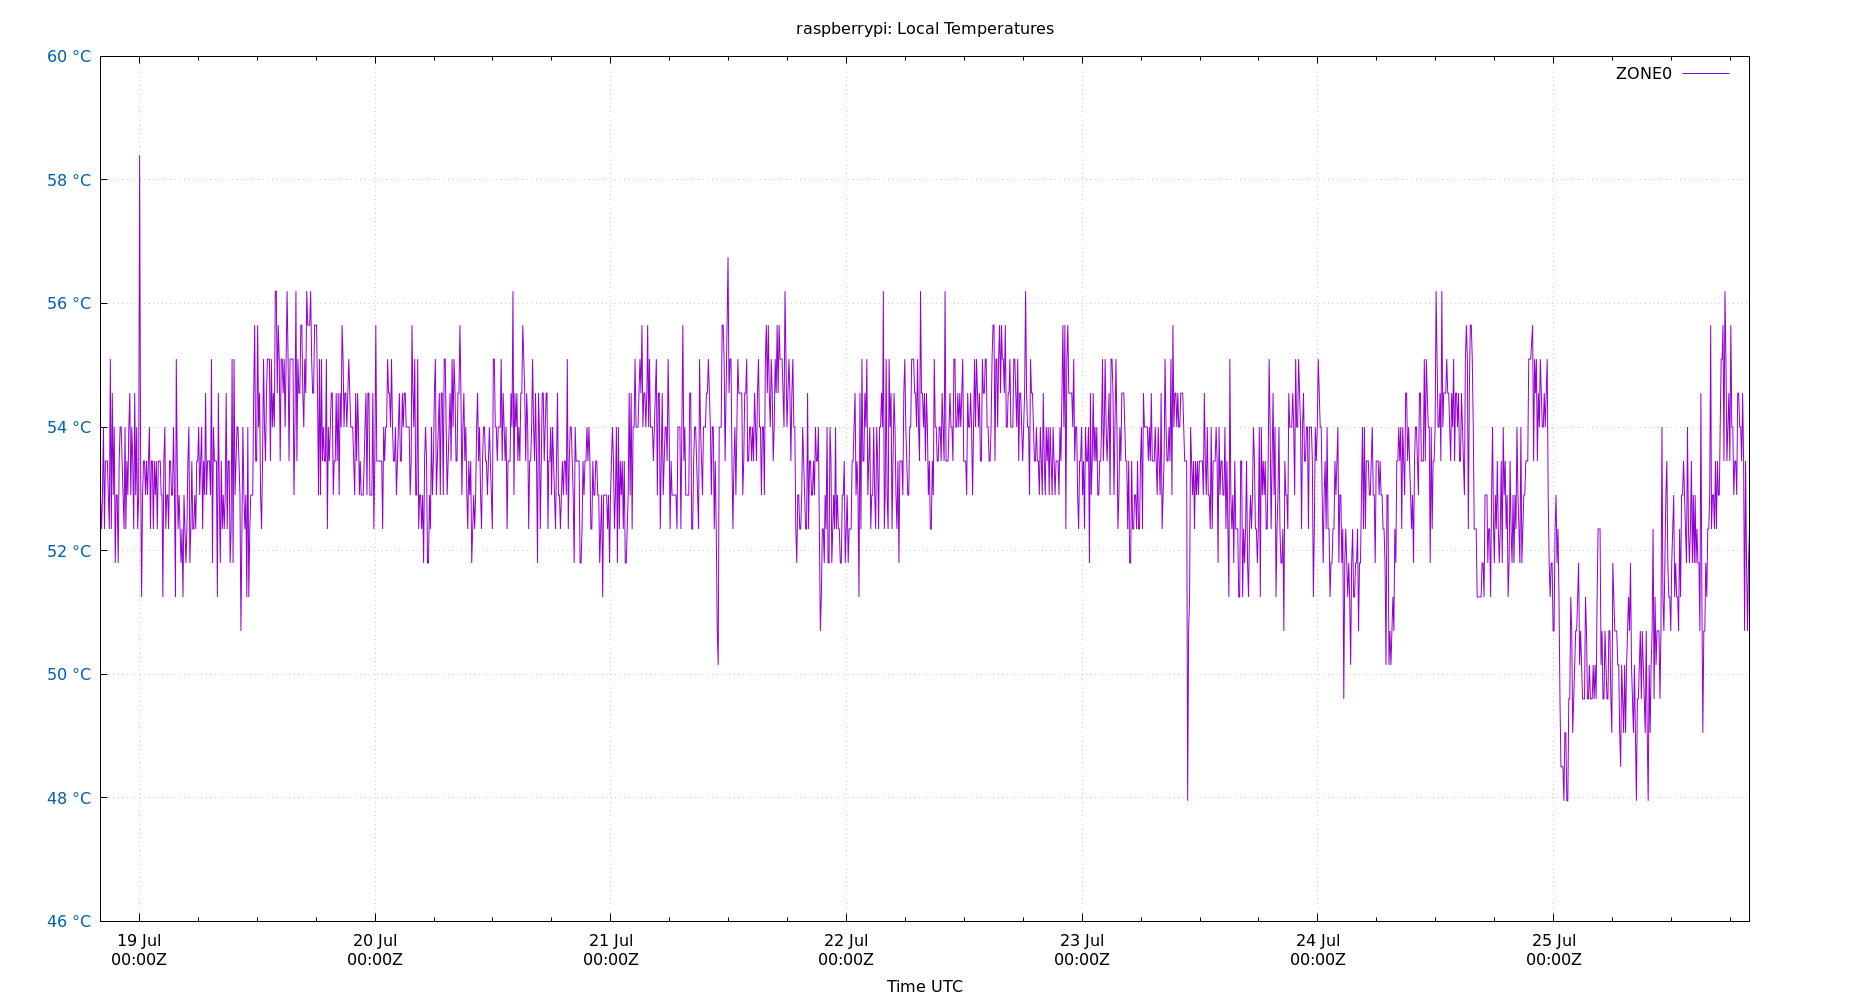 raspberrypi: Local Temperatures
60 °C
ZONE0
58 °C
56 °C
54 °C
52 °C
50 °C
48 °C
46 °C
19 Jul 20 Jul 21 Jul 22 Jul 23 Jul 24 Jul 25 Jul
00:00Z 00:00Z 00:00Z 00:00Z 00:00Z 00:00Z 00:00Z
Time UTC